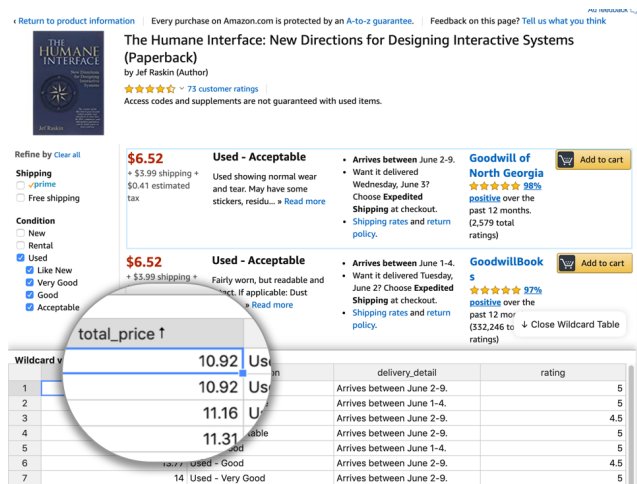 Ad feedback
‹ Return to product information Every purchase on Amazon.com is protected by an A-to-z guarantee. Feedback on this page? Tell us what you think
THE
HUMANE
INTERFACE
New Directions
for Designing
Interactive
Systems
Jef Raskin
The Humane Interface: New Directions for Designing Interactive Systems
(Paperback)
by Jef Raskin (Author)
73 customer ratings
Access codes and supplements are not guaranteed with used items.
Refine by Clear all
Shipping
prime
Free shipping
Condition
New
Rental
Used
Like New
Very Good
Good
Acceptable
$6.52
+ $3.99 shipping +
$0.41 estimated
tax
Used - Acceptable
Used showing normal wear
and tear. May have some
stickers, residu... » Read more
• Arrives between June 2-9.
• Want it delivered
Wednesday, June 3?
Choose Expedited
Shipping at checkout.
• Shipping rates and return
policy.
Goodwill of
North Georgia
98%
positive over the
past 12 months.
(2,579 total
ratings)
Add to cart
$6.52
+ $3.99 shipping +
Used - Acceptable
Fairly worn, but readable and
If applicable: Dust
» Read more
• Arrives between June 1-4.
• Want it delivered Tuesday,
June 2? Choose Expedited
Shipping at checkout.
• Shipping rates and return
policy.
GoodwillBook
s
97%
positive over the
past 12 mor
(332,246 to
ratings)
Add to cart
↓ Close Wildcard Table
Wildcard v
total_price ↑
10.92 Use
10.92 Us
11.16 U
11.31
delivery_detail rating
1 Arrives between June 2-9. 5
2 Arrives between June 1-4. 5
3 Arrives between June 2-9. 4.5
4 able Arrives between June 2-9. 5
5 ood Arrives between June 1-4. 5
6 13.77 Used - Good Arrives between June 2-9. 4.5
7 14 Used - Very Good Arrives between June 2-9. 5